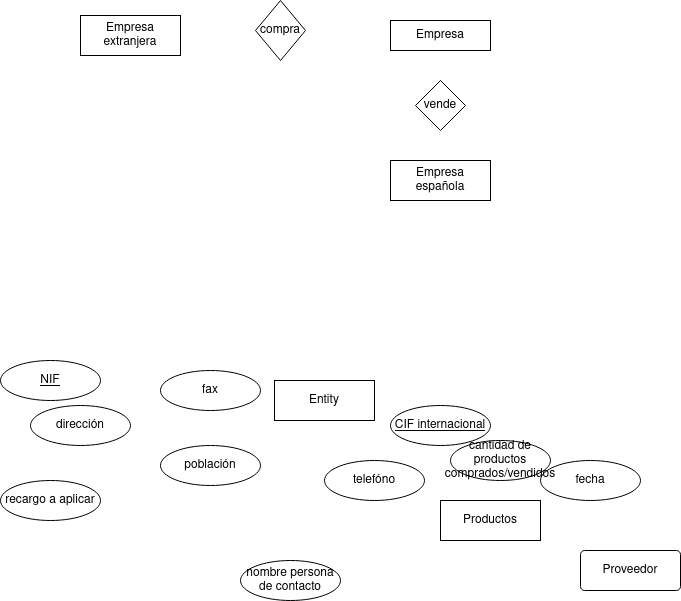 Empresa
extranjera
compra
Empresa
vende
Empresa
española
NIF
fax
Entity
dirección
CIF internacional
cantidad de
productos
comprados/vendidos
población
telefóno
fecha
recargo a aplicar
Productos
Proveedor
nombre persona
de contacto